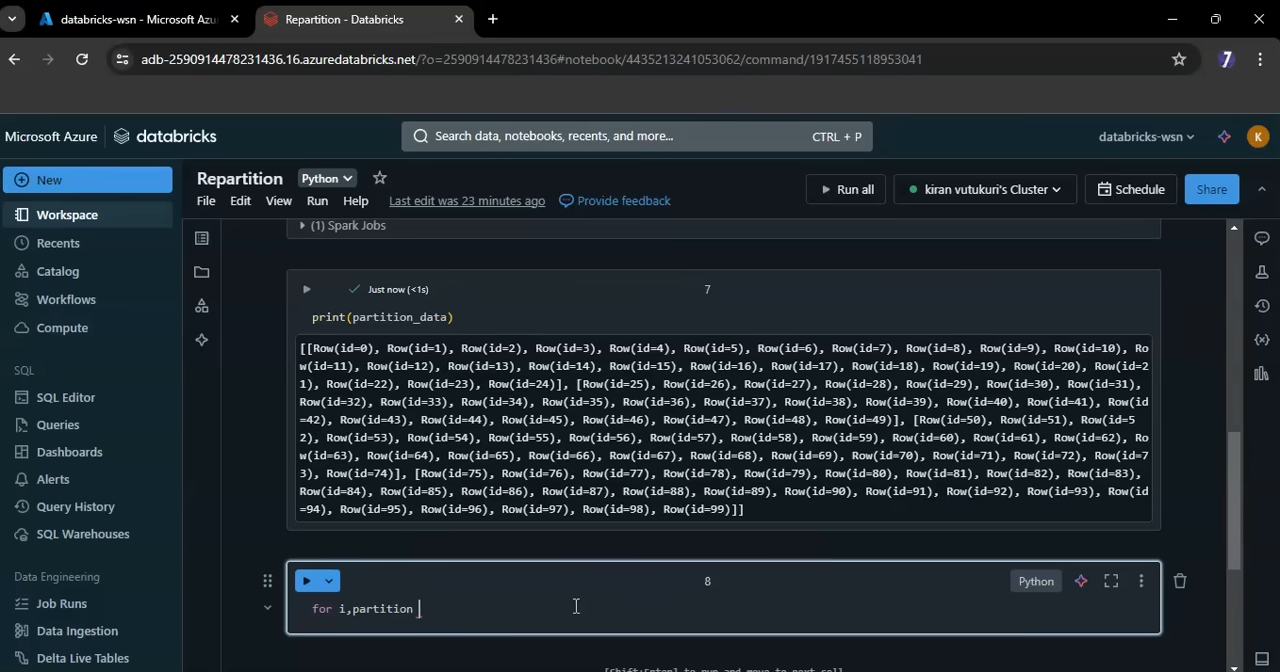 databricks-wsn - Microsoft Azu
Repartition - Databricks
adb-2590914478231436.16.azuredatabricks.net/?o=2590914478231436#notebook/4435213241053062/command/1917455118953041
7
Microsoft Azure databricks
Search data, notebooks, recents, and more... CTRL + P
databricks-wsn
K
New
Workspace
Recents
Catalog
Workflows
Compute
SQL
SQL Editor
Queries
Dashboards
Alerts
Query History
SQL Warehouses
Data Engineering
Job Runs
Data Ingestion
Delta Live Tables
Repartition Python
File Edit View Run Help Last edit was 23 minutes ago Provide feedback
Run all kiran vutukuri's Cluster Schedule Share
(1) Spark Jobs
Just now (<1s) 7
print(partition_data)
[[Row(id=0), Row(id=1), Row(id=2), Row(id=3), Row(id=4), Row(id=5), Row(id=6), Row(id=7), Row(id=8), Row(id=9), Row(id=10), Ro
w(id=11), Row(id=12), Row(id=13), Row(id=14), Row(id=15), Row(id=16), Row(id=17), Row(id=18), Row(id=19), Row(id=20), Row(id=2
1), Row(id=22), Row(id=23), Row(id=24)], [Row(id=25), Row(id=26), Row(id=27), Row(id=28), Row(id=29), Row(id=30), Row(id=31),
Row(id=32), Row(id=33), Row(id=34), Row(id=35), Row(id=36), Row(id=37), Row(id=38), Row(id=39), Row(id=40), Row(id=41), Row(id
=42), Row(id=43), Row(id=44), Row(id=45), Row(id=46), Row(id=47), Row(id=48), Row(id=49)], [Row(id=50), Row(id=51), Row(id=5
2), Row(id=53), Row(id=54), Row(id=55), Row(id=56), Row(id=57), Row(id=58), Row(id=59), Row(id=60), Row(id=61), Row(id=62), Ro
w(id=63), Row(id=64), Row(id=65), Row(id=66), Row(id=67), Row(id=68), Row(id=69), Row(id=70), Row(id=71), Row(id=72), Row(id=7
3), Row(id=74)], [Row(id=75), Row(id=76), Row(id=77), Row(id=78), Row(id=79), Row(id=80), Row(id=81), Row(id=82), Row(id=83),
Row(id=84), Row(id=85), Row(id=86), Row(id=87), Row(id=88), Row(id=89), Row(id=90), Row(id=91), Row(id=92), Row(id=93), Row(id
=94), Row(id=95), Row(id=96), Row(id=97), Row(id=98), Row(id=99)]]
8 Python
for i,partition
[Shift+Enter] to run and move to next cell